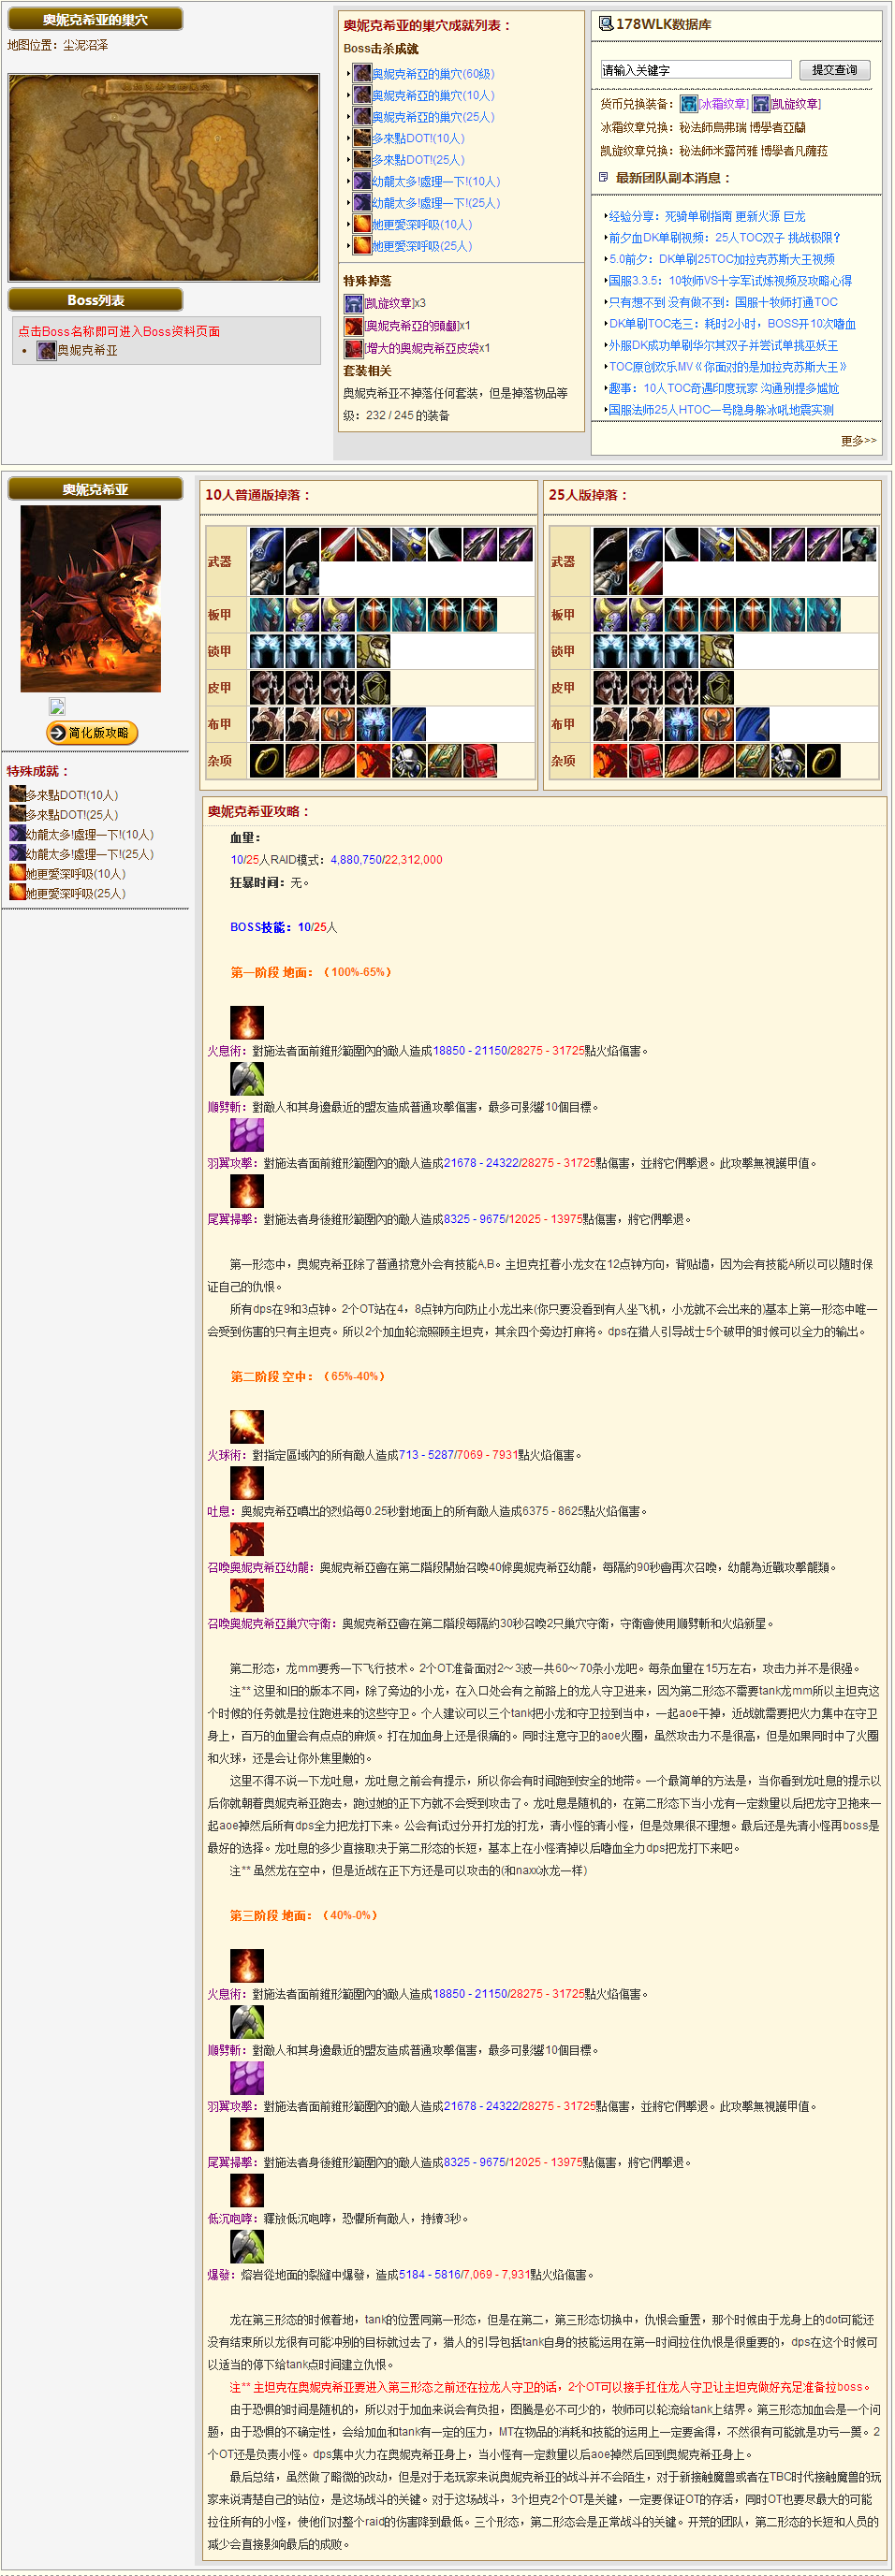 奥妮克希亚的巢穴
地图位置：尘泥沼泽
Boss列表
点击Boss名称即可进入Boss资料页面
奥妮克希亚
奥妮克希亚的巢穴成就列表：
Boss击杀成就
奧妮克希亞的巢穴(60级)
奧妮克希亞的巢穴(10人)
奧妮克希亞的巢穴(25人)
多來點DOT!(10人)
多來點DOT!(25人)
幼龍太多!處理一下!(10人)
幼龍太多!處理一下!(25人)
她更愛深呼吸(10人)
她更愛深呼吸(25人)
特殊掉落
[凯旋纹章]x3
[奧妮克希亞的頭顱]x1
[增大的奧妮克希亞皮袋x1
套装相关
奥妮克希亚不掉落任何套装，但是掉落物品等
级：232 / 245 的装备
178WLK数据库
请输入关键字
提交查询
货币兑换装备：[冰霜纹章] [凯旋纹章]
冰霜纹章兑换：秘法師烏弗瑞 博學者亞蘭
凯旋纹章兑换：秘法師米露芮雅 博學者凡薩菈
最新团队副本消息：
经验分享：死骑单刷指南 更新火源 巨龙
前夕血DK单刷视频：25人TOC双子 挑战极限?
5.0前夕：DK单刷25TOC加拉克苏斯大王视频
国服3.3.5：10牧师VS十字军试炼视频及攻略心得
只有想不到 没有做不到：国服十牧师打通TOC
DK单刷TOC老三：耗时2小时，BOSS开10次嗜血
外服DK成功单刷华尔其双子并尝试单挑巫妖王
TOC原创欢乐MV《你面对的是加拉克苏斯大王》
趣事：10人TOC奇遇印度玩家 沟通别提多尴尬
国服法师25人HTOC一号隐身躲冰吼地震实测
更多>>
奥妮克希亚
简化版攻略
特殊成就：
多來點DOT!(10人)
多來點DOT!(25人)
幼龍太多!處理一下!(10人)
幼龍太多!處理一下!(25人)
她更愛深呼吸(10人)
她更愛深呼吸(25人)
10人普通版掉落：
武器
板甲
锁甲
皮甲
布甲
杂项
25人版掉落：
武器
板甲
锁甲
皮甲
布甲
杂项
奥妮克希亚攻略：
血量：
10/25人RAID模式：4,880,750/22,312,000
狂暴时间：无。
BOSS技能：10/25人
第一阶段 地面：（100%-65%）
火息術：對施法者面前錐形範圍內的敵人造成18850 - 21150/28275 - 31725點火焰傷害。
順劈斬：對敵人和其身邊最近的盟友造成普通攻擊傷害，最多可影響10個目標。
羽翼攻擊：對施法者面前錐形範圍內的敵人造成21678 - 24322/28275 - 31725點傷害，並將它們擊退。此攻擊無視護甲值。
尾翼掃擊：對施法者身後錐形範圍內的敵人造成8325 - 9675/12025 - 13975點傷害，將它們擊退。
第一形态中，奥妮克希亚除了普通挤意外会有技能A,B。主坦克扛着小龙女在12点钟方向，背贴墙，因为会有技能A所以可以随时保
证自己的仇恨。
所有dps在9和3点钟。2个OT站在4，8点钟方向防止小龙出来(你只要没看到有人坐飞机，小龙就不会出来的)基本上第一形态中唯一
会受到伤害的只有主坦克。所以2个加血轮流照顾主坦克，其余四个旁边打麻将。dps在猎人引导战士5个破甲的时候可以全力的输出。
第二阶段 空中：（65%-40%）
火球術：對指定區域內的所有敵人造成713 - 5287/7069 - 7931點火焰傷害。
吐息：奧妮克希亞噴出的烈焰每0.25秒對地面上的所有敵人造成6375 - 8625點火焰傷害。
召喚奧妮克希亞幼龍：奧妮克希亞會在第二階段開始召喚40條奧妮克希亞幼龍，每隔約90秒會再次召喚，幼龍為近戰攻擊龍類。
召喚奧妮克希亞巢穴守衛：奧妮克希亞會在第二階段每隔約30秒召喚2只巢穴守衛，守衛會使用順劈斬和火焰新星。
第二形态，龙mm要秀一下飞行技术。2个OT准备面对2～3波一共60～70条小龙吧。每条血量在15万左右，攻击力并不是很强。
注** 这里和旧的版本不同，除了旁边的小龙，在入口处会有之前路上的龙人守卫进来，因为第二形态不需要tank龙mm所以主坦克这
个时候的任务就是拉住跑进来的这些守卫。个人建议可以三个tank把小龙和守卫拉到当中，一起aoe干掉，近战就需要把火力集中在守卫
身上，百万的血量会有点点的麻烦。打在加血身上还是很痛的。同时注意守卫的aoe火圈，虽然攻击力不是很高，但是如果同时中了火圈
和火球，还是会让你外焦里嫩的。
这里不得不说一下龙吐息，龙吐息之前会有提示，所以你会有时间跑到安全的地带。一个最简单的方法是，当你看到龙吐息的提示以
后你就朝着奥妮克希亚跑去，跑过她的正下方就不会受到攻击了。龙吐息是随机的，在第二形态下当小龙有一定数量以后把龙守卫拖来一
起aoe掉然后所有dps全力把龙打下来。公会有试过分开打龙的打龙，清小怪的清小怪，但是效果很不理想。最后还是先清小怪再boss是
最好的选择。龙吐息的多少直接取决于第二形态的长短，基本上在小怪清掉以后嗜血全力dps把龙打下来吧。
注** 虽然龙在空中，但是近战在正下方还是可以攻击的(和naxx冰龙一样)
第三阶段 地面：（40%-0%）
火息術：對施法者面前錐形範圍內的敵人造成18850 - 21150/28275 - 31725點火焰傷害。
順劈斬：對敵人和其身邊最近的盟友造成普通攻擊傷害，最多可影響10個目標。
羽翼攻擊：對施法者面前錐形範圍內的敵人造成21678 - 24322/28275 - 31725點傷害，並將它們擊退。此攻擊無視護甲值。
尾翼掃擊：對施法者身後錐形範圍內的敵人造成8325 - 9675/12025 - 13975點傷害，將它們擊退。
低沉咆哮：釋放低沉咆哮，恐懼所有敵人，持續3秒。
爆發：熔岩從地面的裂縫中爆發，造成5184 - 5816/7,069 - 7,931點火焰傷害。
龙在第三形态的时候着地，tank的位置同第一形态，但是在第二，第三形态切换中，仇恨会重置，那个时候由于龙身上的dot可能还
没有结束所以龙很有可能冲别的目标就过去了，猎人的引导包括tank自身的技能运用在第一时间拉住仇恨是很重要的，dps在这个时候可
以适当的停下给tank点时间建立仇恨。
注** 主坦克在奥妮克希亚要进入第三形态之前还在拉龙人守卫的话，2个OT可以接手扛住龙人守卫让主坦克做好充足准备拉boss。
由于恐惧的时间是随机的，所以对于加血来说会有负担，图腾是必不可少的，牧师可以轮流给tank上结界。第三形态加血会是一个问
题，由于恐惧的不确定性，会给加血和tank有一定的压力，MT在物品的消耗和技能的运用上一定要舍得，不然很有可能就是功亏一篑。2
个OT还是负责小怪。dps集中火力在奥妮克希亚身上，当小怪有一定数量以后aoe掉然后回到奥妮克希亚身上。
最后总结，虽然做了略微的改动，但是对于老玩家来说奥妮克希亚的战斗并不会陌生，对于新接触魔兽或者在TBC时代接触魔兽的玩
家来说清楚自己的站位，是这场战斗的关键。对于这场战斗，3个坦克2个OT是关键，一定要保证OT的存活，同时OT也要尽最大的可能
拉住所有的小怪，使他们对整个raid的伤害降到最低。三个形态，第二形态会是正常战斗的关键。开荒的团队，第二形态的长短和人员的
减少会直接影响最后的成败。